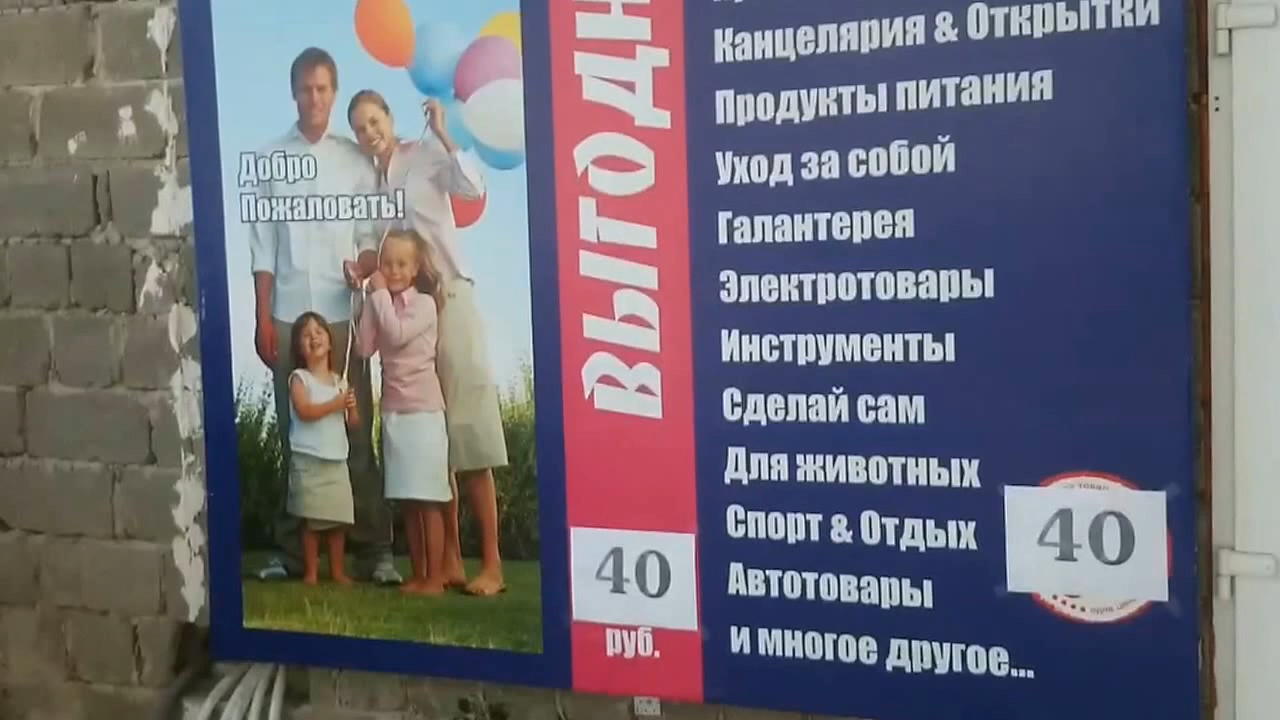 Добро
Пожаловать!
ВЫГОДН
40
руб.
Канцелярия & Открытки
Продукты питания
Уход за собой
Галантерея
Электротовары
Инструменты
Сделай сам
Для животных
Спорт & Отдых
Автотовары
и многое другое...
40